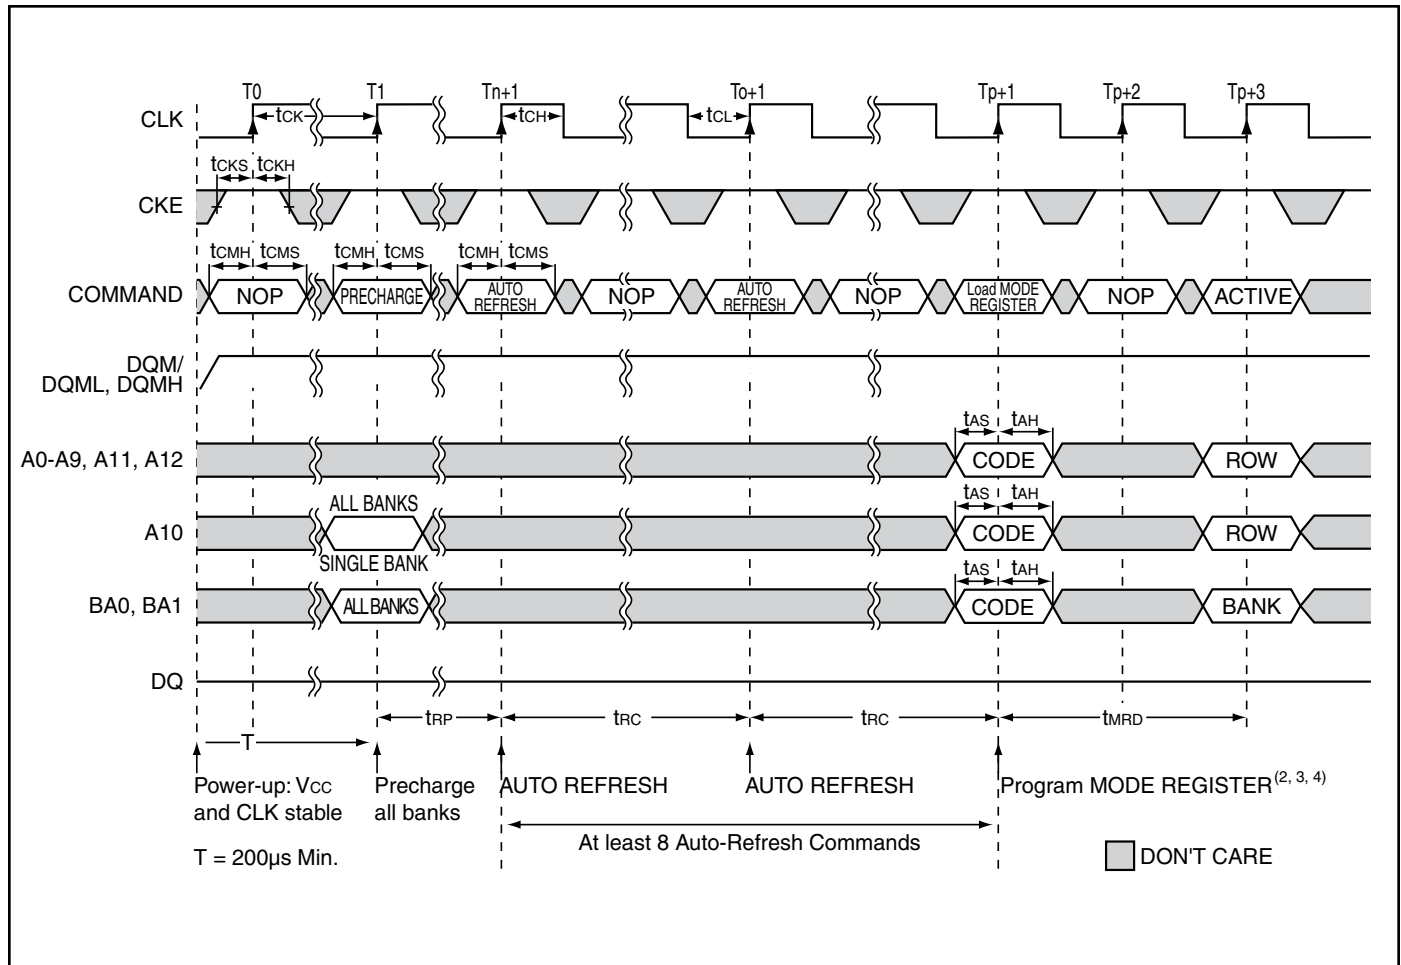 T0 T1 Tn+1 To+1 Tp+1 Tp+2 Tp+3
CLK tCK tCH tCL
tCKS tCKH
CKE
tCMH tCMS tCMH tCMS tCMH tCMS
COMMAND NOP PRECHARGE AUTO REFRESH NOP AUTO REFRESH NOP Load MODE REGISTER NOP ACTIVE
DQM/
DQML, DQMH
tAS tAH
A0-A9, A11, A12 CODE ROW
ALL BANKS tAS tAH
A10 CODE ROW
SINGLE BANK tAS tAH
BA0, BA1 ALL BANKS CODE BANK
DQ
tRP tRC tRC tMRD
T
Power-up: VCC Precharge AUTO REFRESH AUTO REFRESH Program MODE REGISTER(2, 3, 4)
and CLK stable all banks
At least 8 Auto-Refresh Commands
T = 200µs Min. DON'T CARE